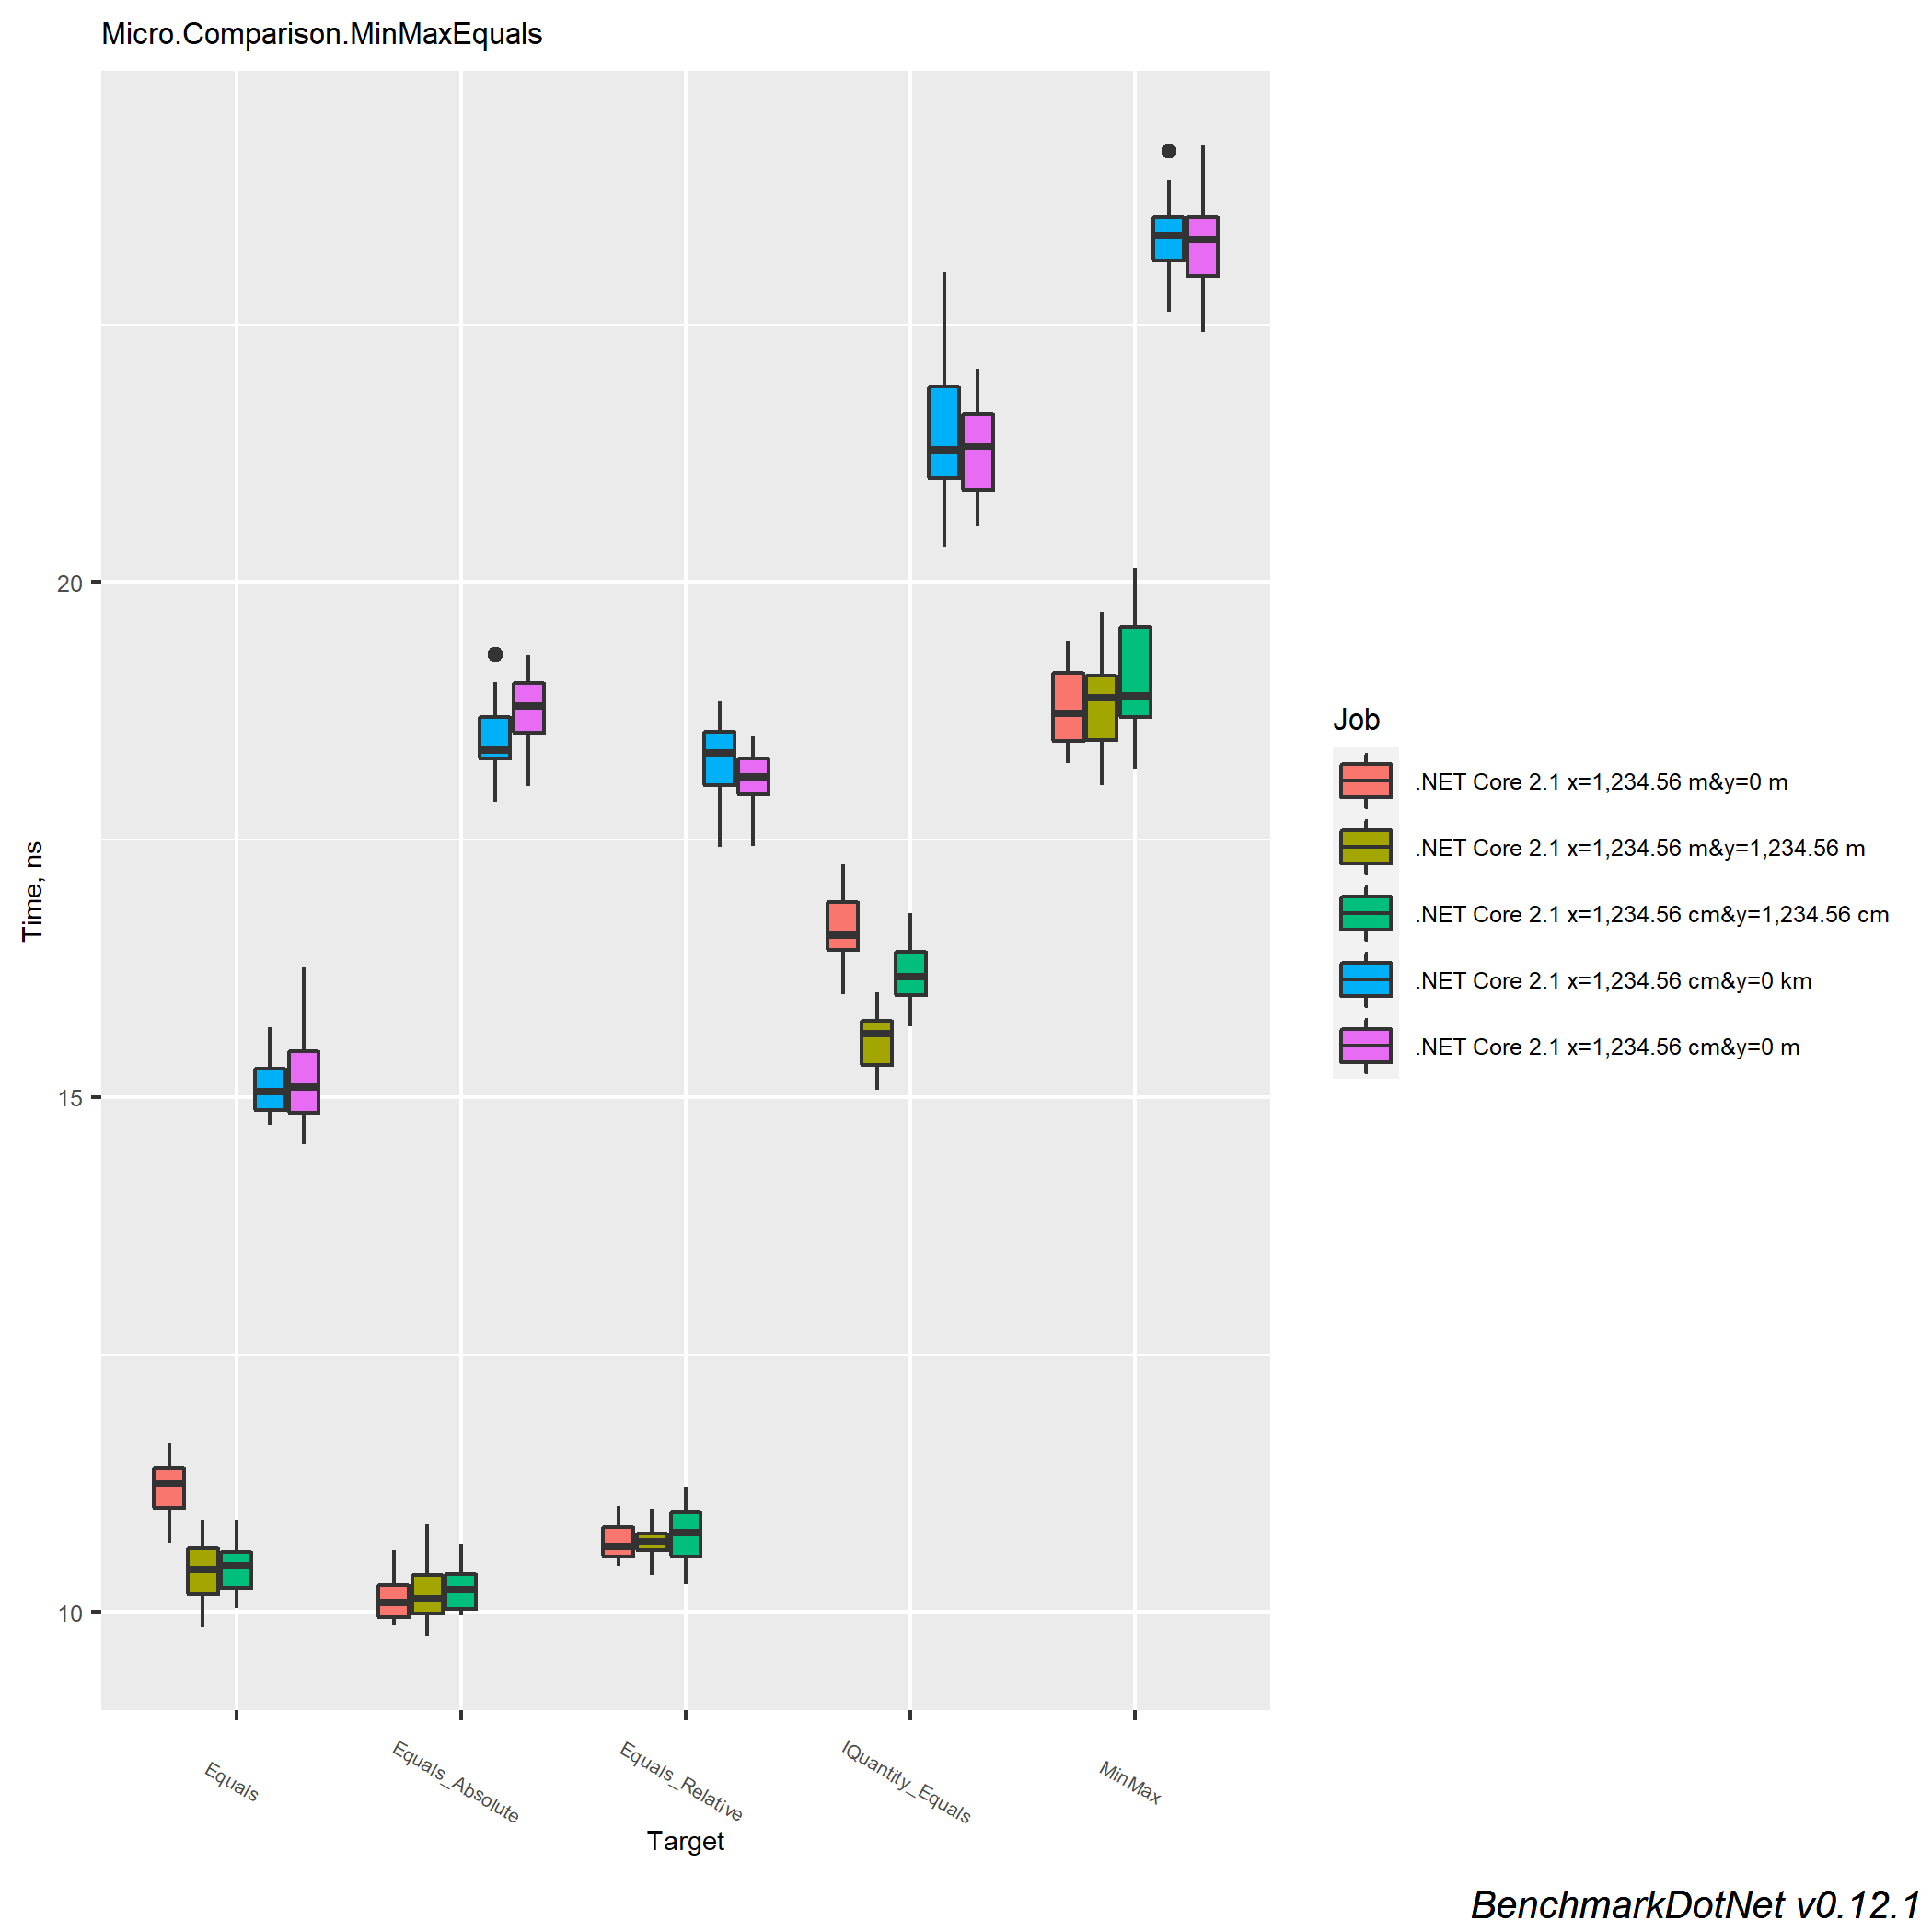 Micro.Comparison.MinMaxEquals
Time, ns
20
15
10
Equals
Equals_Absolute
Equals_Relative
IQuantity_Equals
MinMax
Target
Job
.NET Core 2.1 x=1,234.56 m&y=0 m
.NET Core 2.1 x=1,234.56 m&y=1,234.56 m
.NET Core 2.1 x=1,234.56 cm&y=1,234.56 cm
.NET Core 2.1 x=1,234.56 cm&y=0 km
.NET Core 2.1 x=1,234.56 cm&y=0 m
BenchmarkDotNet v0.12.1